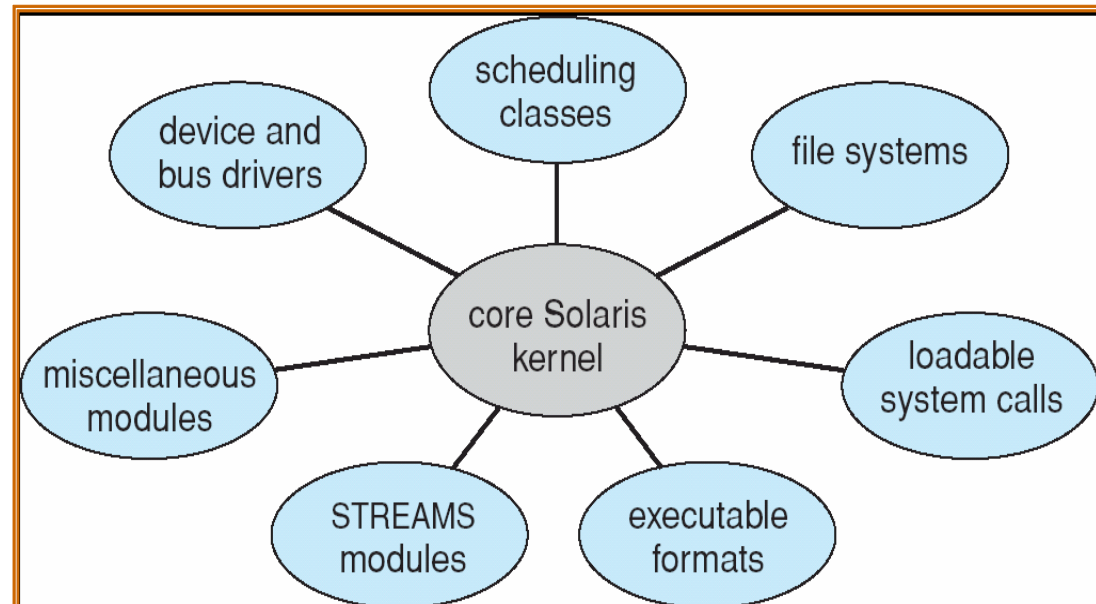 scheduling
classes
device and
bus drivers
file systems
core Solaris
kernel
miscellaneous
modules
loadable
system calls
STREAMS
modules
executable
formats